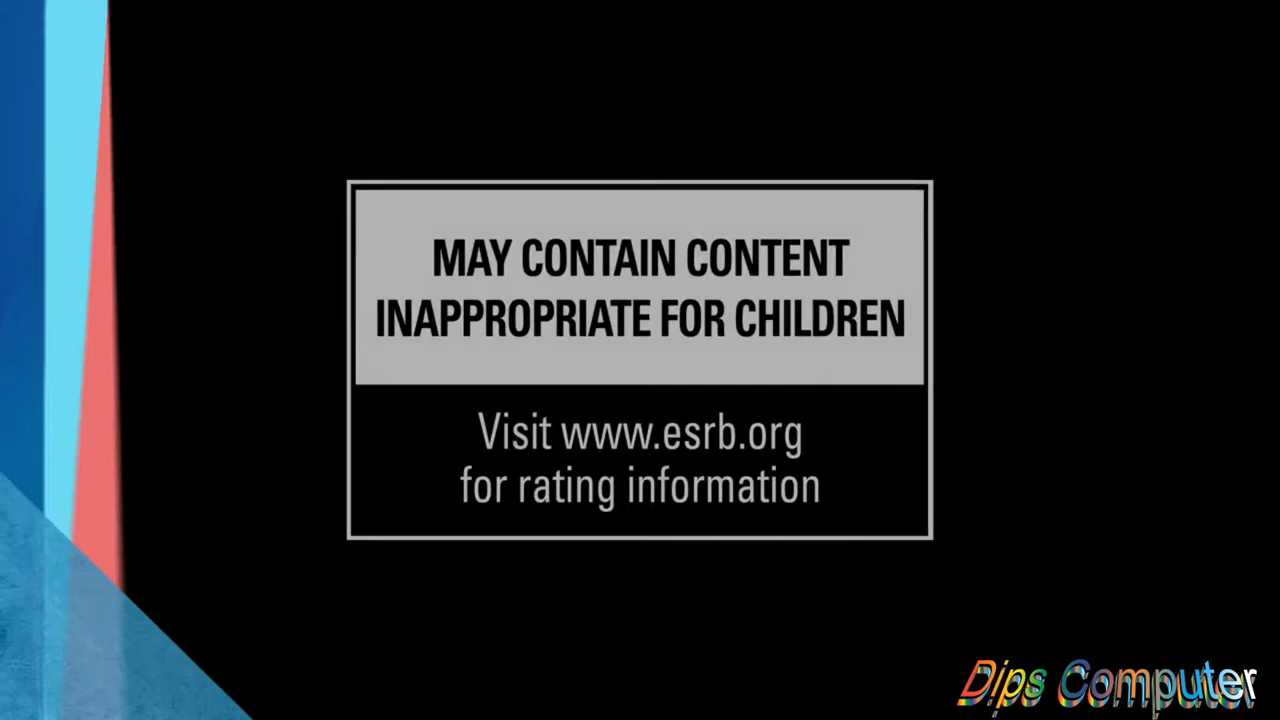 MAY CONTAIN CONTENT
INAPPROPRIATE FOR CHILDREN
Visit www.esrb.org
for rating information
Dips Computer